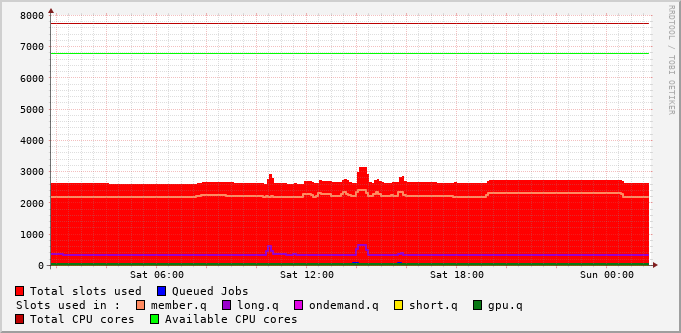 8000
7000
6000
5000
4000
3000
2000
1000
0
Sat 06:00 Sat 12:00 Sat 18:00 Sun 00:00
RRDTOOL / TOBI OETIKER
Total slots used Queued Jobs
Slots used in : member.q long.q ondemand.q short.q gpu.q
Total CPU cores Available CPU cores